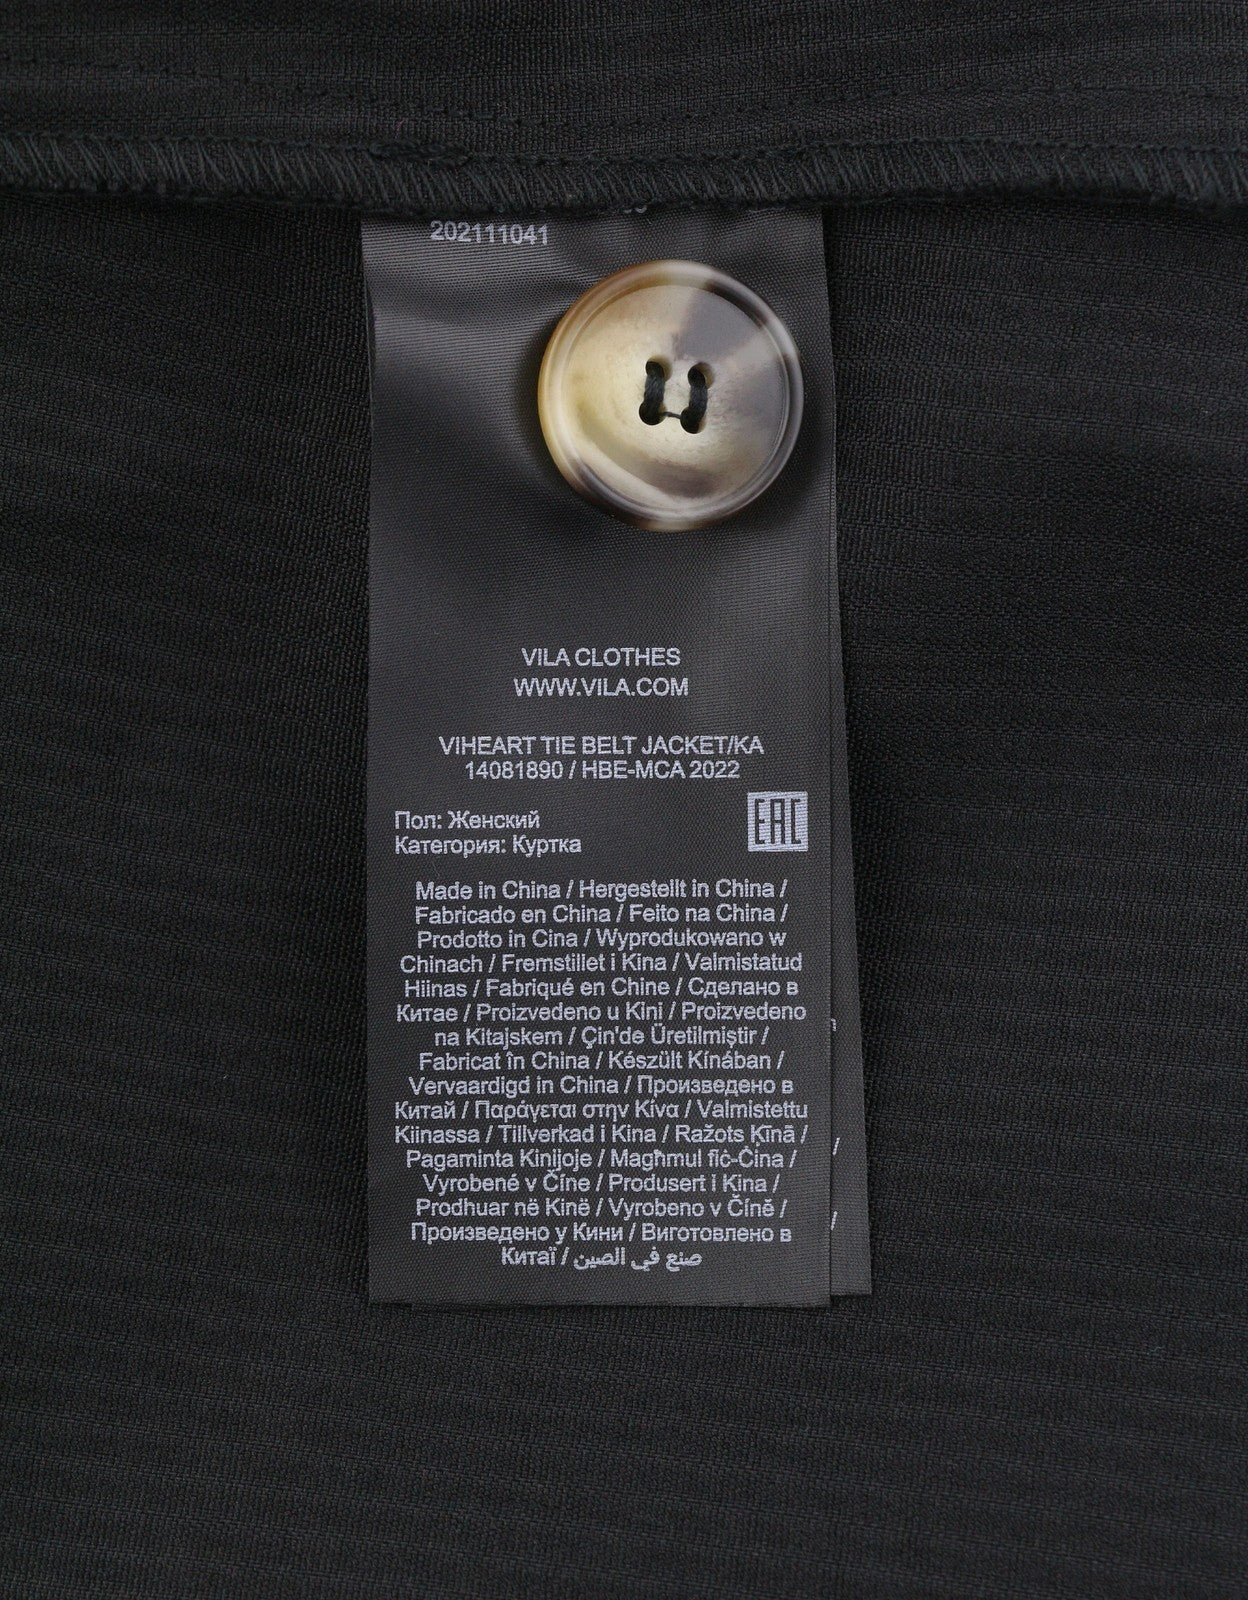 202111041
VILA CLOTHES
WWW.VILA.COM
VIHEART TIE BELT JACKET/KA
14081890 / HBE-MCA 2022
Пол: Женский
Категория: Куртка
EAC
Made in China / Hergestellt in China /
Fabricado en China / Feito na China /
Prodotto in Cina / Wyprodukowano w
Chinach / Fremstillet i Kina / Valmistatud
Hiinas / Fabriqué en Chine / Сделано в
Китае / Proizvedeno u Kini / Proizvedeno
na Kitajskem / Çin'de Üretilmiştir /
Fabricat în China / Készült Kínában /
Vervaardigd in China / Произведено в
Китай / Παράγεται στην Κίνα / Valmistettu
Kiinassa / Tillverkad i Kina / Ražots Ķīnā /
Pagaminta Kinijoje / Magħmul fiċ-Ċina /
Vyrobené v Číne / Produsert i Kina /
Prodhuar në Kinë / Vyrobeno v Číně /
Произведено у Кини / Виготовлено в
Китаї / صنع في الصين